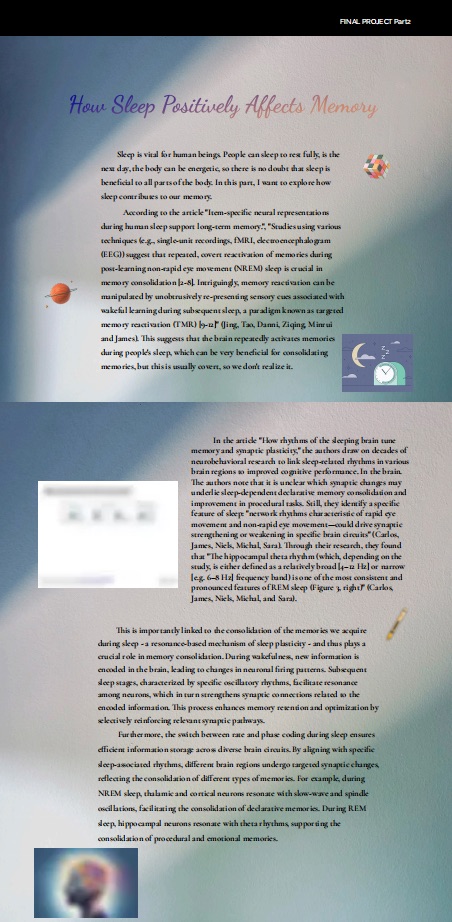 FINAL PROJECT Part2
How Sleep Positively Affects Memory
Sleep is vital for human beings. People can sleep to rest fully, is the
next day, the body can be energetic, so there is no doubt that sleep is
beneficial to all parts of the body. In this part, I want to explore how
sleep contributes to our memory.
According to the article "Item-specific neural representations
during human sleep support long-term memory.", "Studies using various
techniques (e.g., single-unit recordings, fMRI, electroencephalogram
(EEG)) suggest that repeated, covert reactivation of memories during
post-learning non-rapid eye movement (NREM) sleep is crucial in
memory consolidation [2–8]. Intriguingly, memory reactivation can be
manipulated by unobtrusively re-presenting sensory cues associated with
wakeful learning during subsequent sleep, a paradigm known as targeted
memory reactivation (TMR) [9–12]" (Jing, Tao, Danni, Ziqing, Minrui
and James). This suggests that the brain repeatedly activates memories
during people's sleep, which can be very beneficial for consolidating
memories, but this is usually covert, so we don't realize it.
z
z
z
In the article "How rhythms of the sleeping brain tune
memory and synaptic plasticity," the authors draw on decades of
neurobehavioral research to link sleep-related rhythms in various
brain regions to improved cognitive performance. In the brain.
The authors note that it is unclear which synaptic changes may
underlie sleep-dependent declarative memory consolidation and
improvement in procedural tasks. Still, they identify a specific
feature of sleep: "network rhythms characteristic of rapid eye
movement and non-rapid eye movement—could drive synaptic
strengthening or weakening in specific brain circuits" (Carlos,
James, Niels, Michal, Sara). Through their research, they found
that "The hippocampal theta rhythm (which, depending on the
study, is either defined as a relatively broad [4–12 Hz] or narrow
[e.g. 6–8 Hz] frequency band) is one of the most consistent and
pronounced features of REM sleep (Figure 3, right)" (Carlos,
James, Niels, Michal, and Sara).
This is importantly linked to the consolidation of the memories we acquire
during sleep - a resonance-based mechanism of sleep plasticity - and thus plays a
crucial role in memory consolidation. During wakefulness, new information is
encoded in the brain, leading to changes in neuronal firing patterns. Subsequent
sleep stages, characterized by specific oscillatory rhythms, facilitate resonance
among neurons, which in turn strengthens synaptic connections related to the
encoded information. This process enhances memory retention and optimization by
selectively reinforcing relevant synaptic pathways.
Furthermore, the switch between rate and phase coding during sleep ensures
efficient information storage across diverse brain circuits. By aligning with specific
sleep-associated rhythms, different brain regions undergo targeted synaptic changes,
reflecting the consolidation of different types of memories. For example, during
NREM sleep, thalamic and cortical neurons resonate with slow-wave and spindle
oscillations, facilitating the consolidation of declarative memories. During REM
sleep, hippocampal neurons resonate with theta rhythms, supporting the
consolidation of procedural and emotional memories.